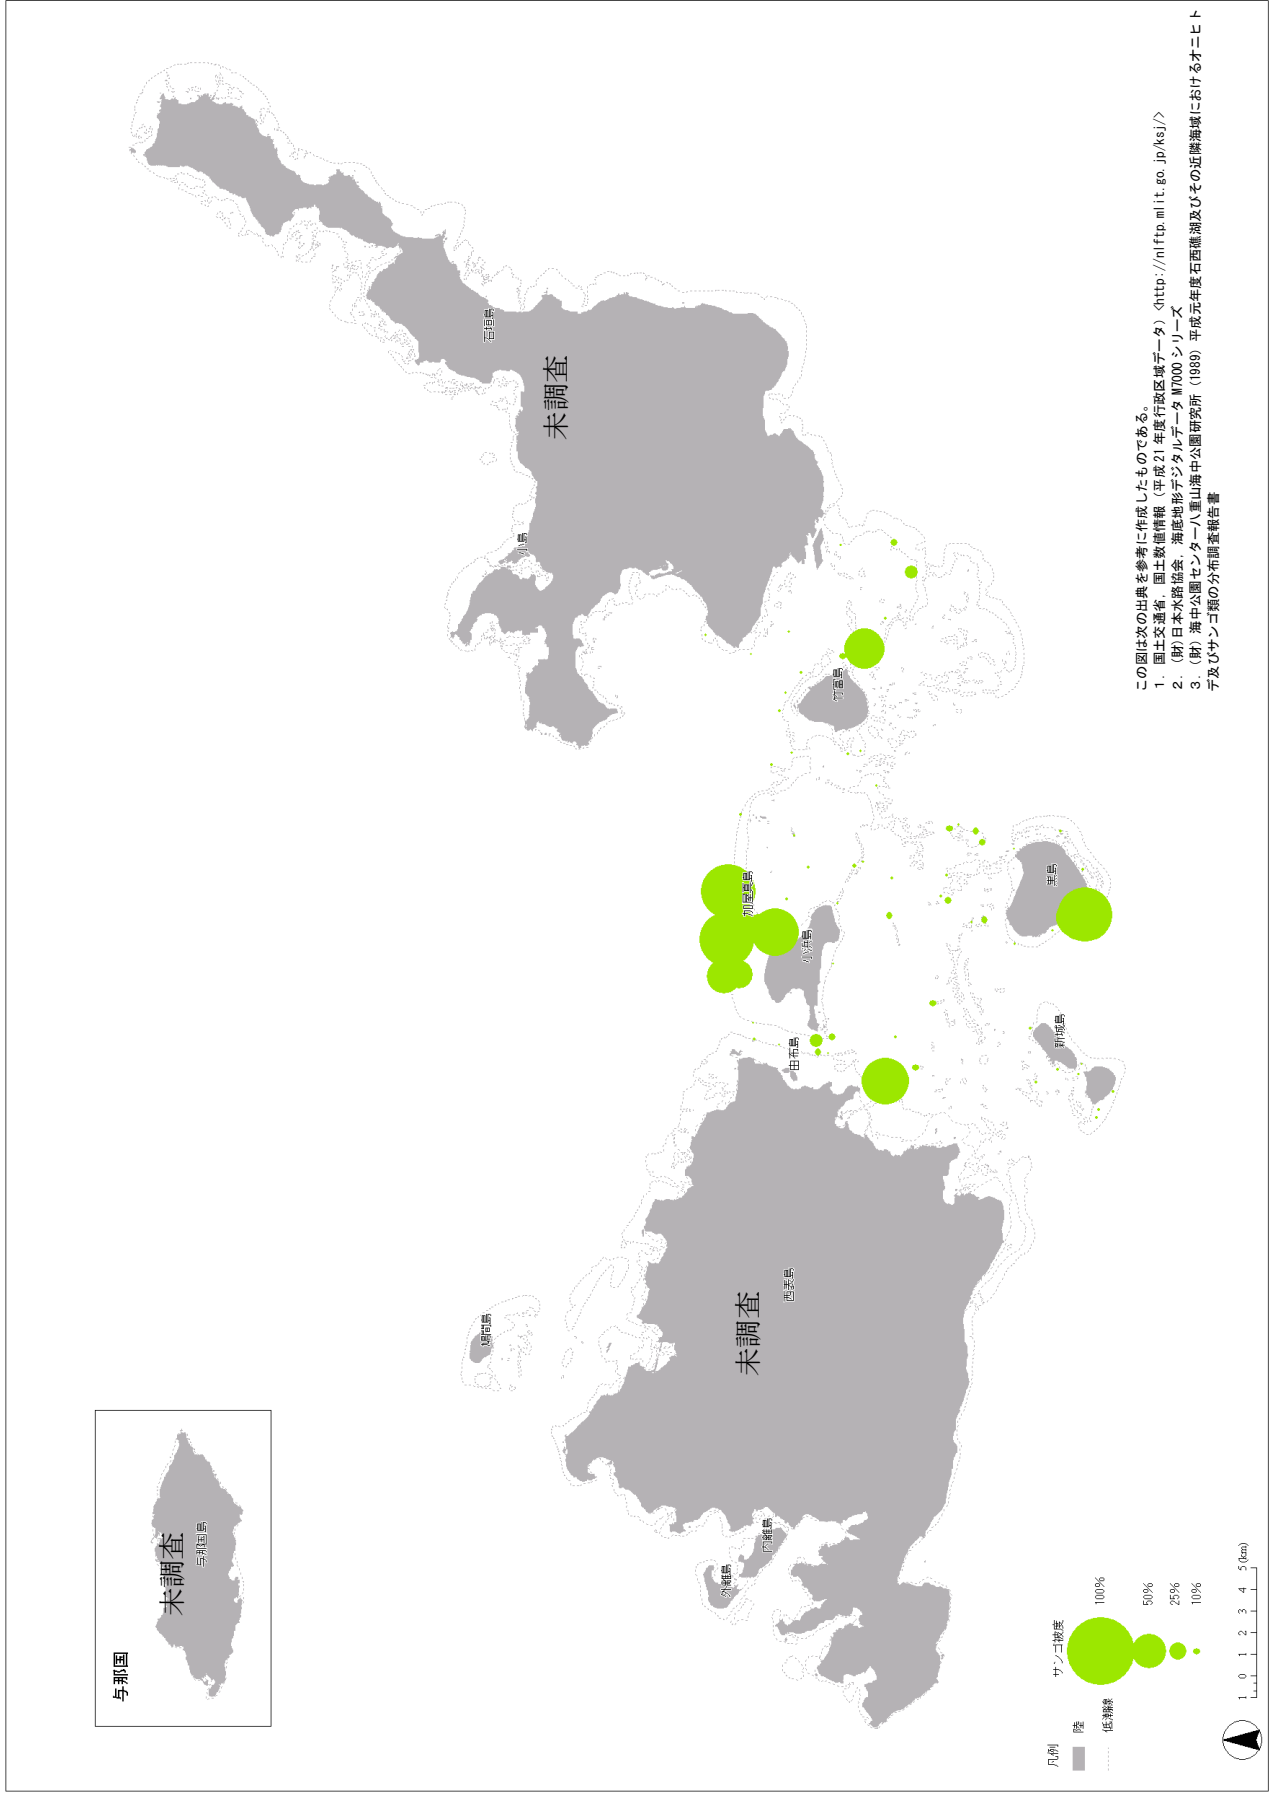 与那国
未調査
与那国島
鳩間島
外離島
内離島
未調査
西表島
由布島
小浜島
加屋真島
新城島
黒島
竹富島
小島
未調査
石垣島
この図は次の出典を参考に作成したものである。
1. 国土交通省, 国土数値情報（平成21年度行政区域データ）<http://nlftp.mlit.go.jp/ksj/>
2. （財）日本水路協会, 海底地形デジタルデータ M7000シリーズ
3. （財）海中公園センター八重山海中公園研究所（1989）平成元年度石西礁湖及びその近隣海域におけるオニヒト
デ及びサンゴ類の分布調査報告書
凡例
陸
低潮線
サンゴ被度
100%
50%
25%
10%
1 0 1 2 3 4 5(km)